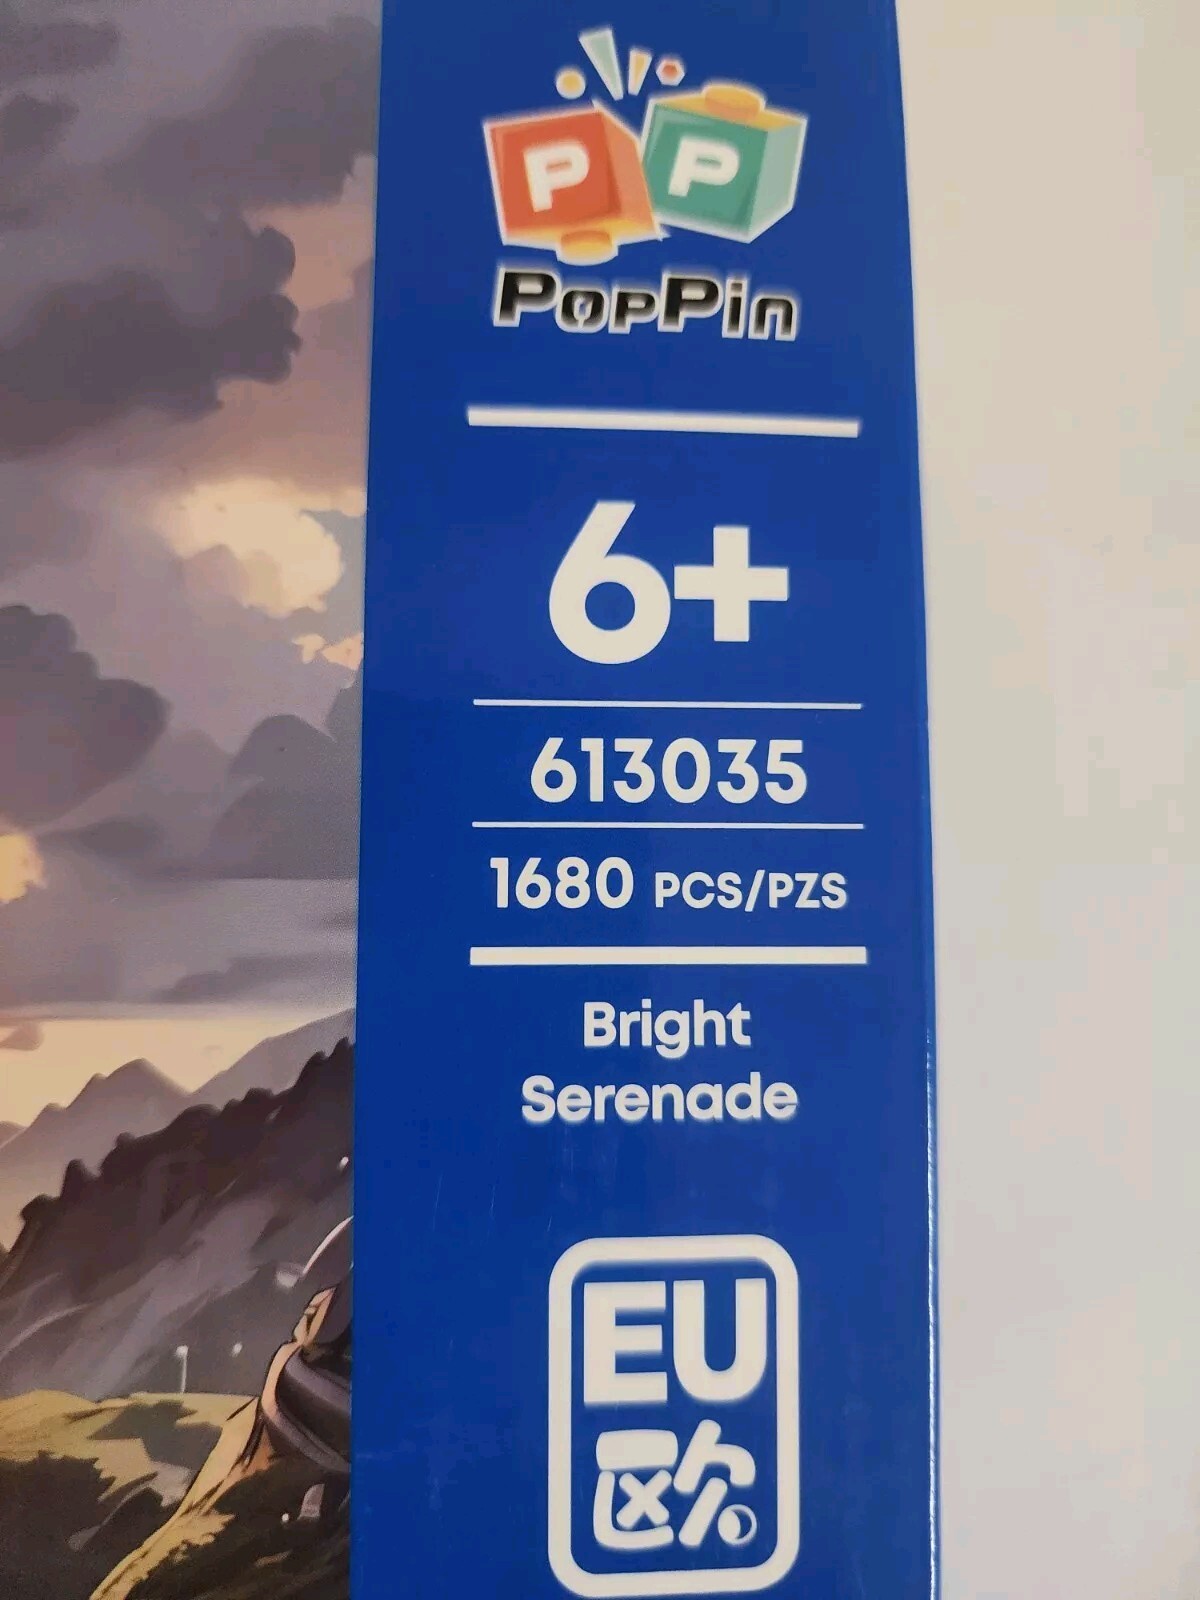 P P
PopPin
6+
613035
1680 PCS/PZS
Bright
Serenade
EU
欧